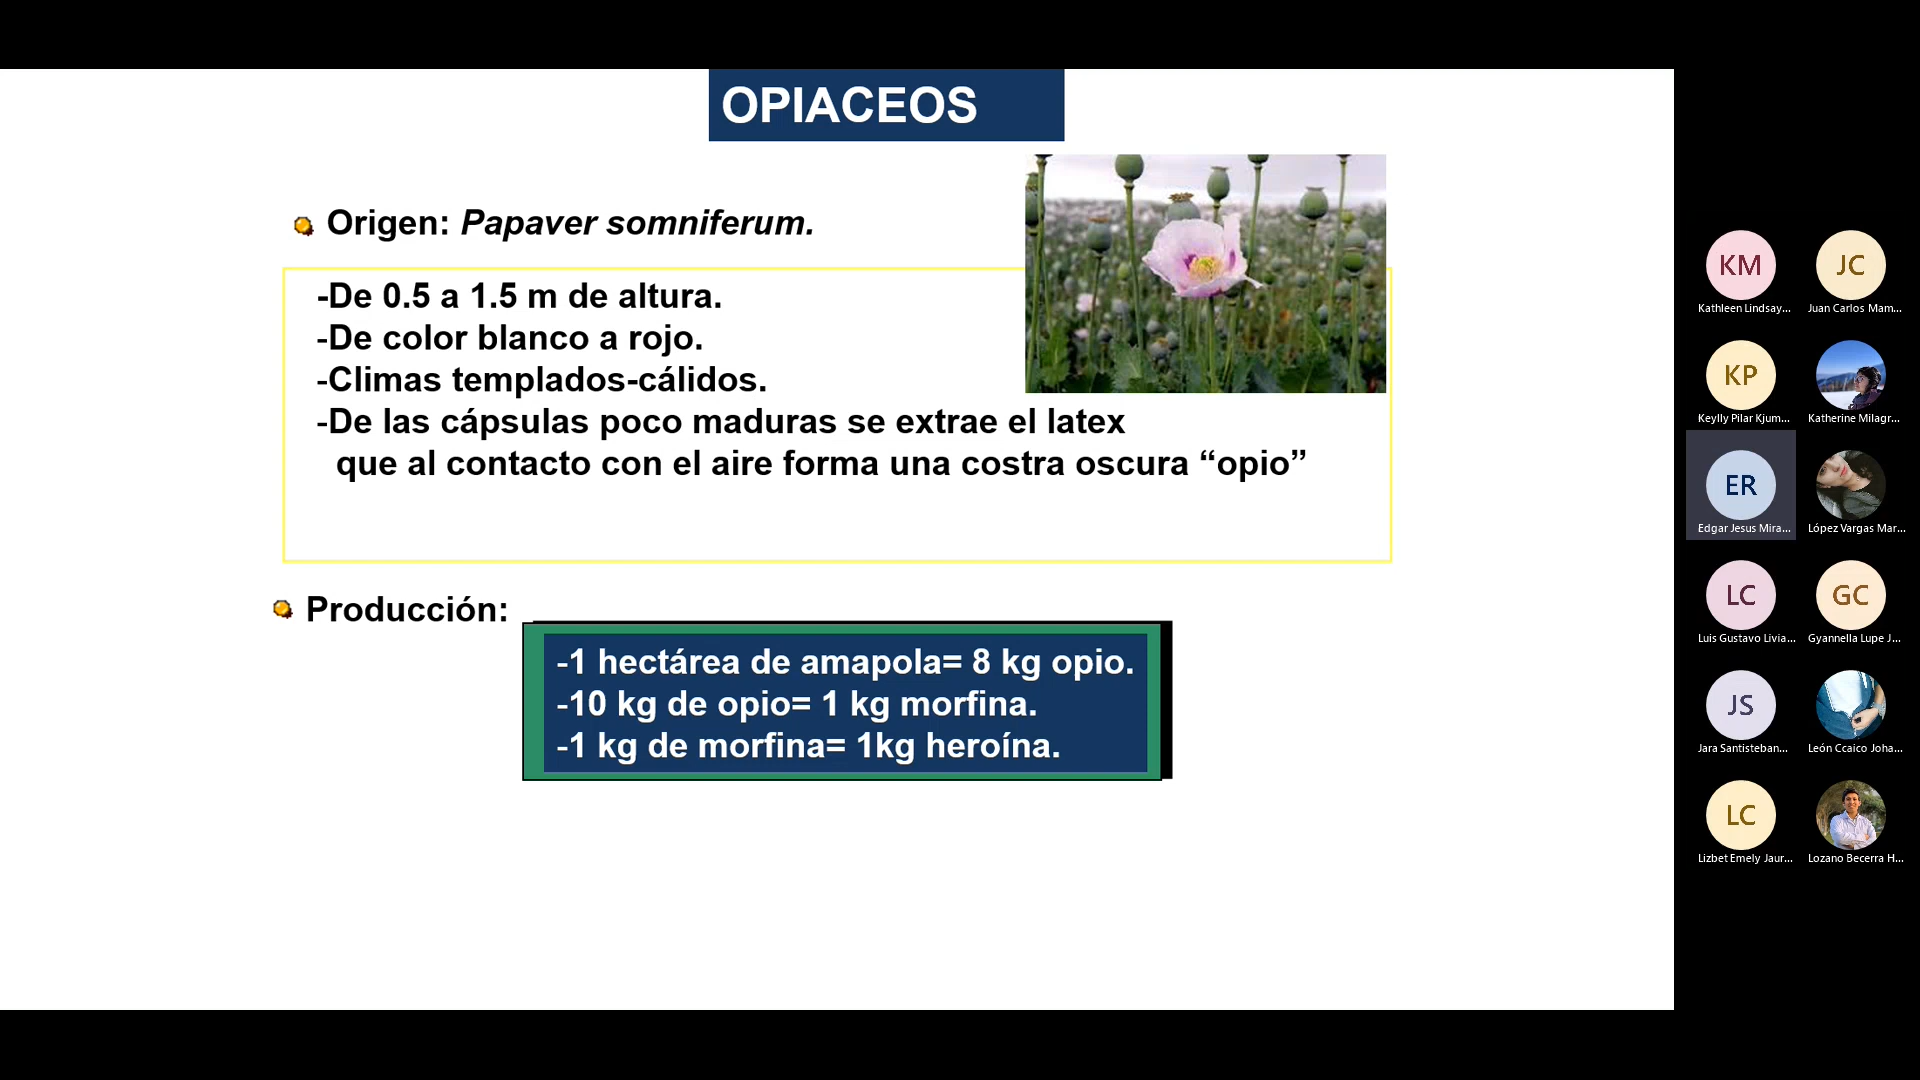 OPIACEOS
Origen: Papaver somniferum.
-De 0.5 a 1.5 m de altura.
-De color blanco a rojo.
-Climas templados-cálidos.
-De las cápsulas poco maduras se extrae el latex
que al contacto con el aire forma una costra oscura “opio”
Producción:
-1 hectárea de amapola= 8 kg opio.
-10 kg de opio= 1 kg morfina.
-1 kg de morfina= 1kg heroína.
KM
JC
Kathleen Lindsay...
Juan Carlos Mam...
KP
Keylly Pilar Kjum...
Katherine Milagr...
ER
Edgar Jesus Mira...
López Vargas Mar...
LC
GC
Luis Gustavo Livia...
Gyannella Lupe J...
JS
Jara Santisteban...
León Ccaico Joha...
LC
Lizbet Emely Jaur...
Lozano Becerra H...